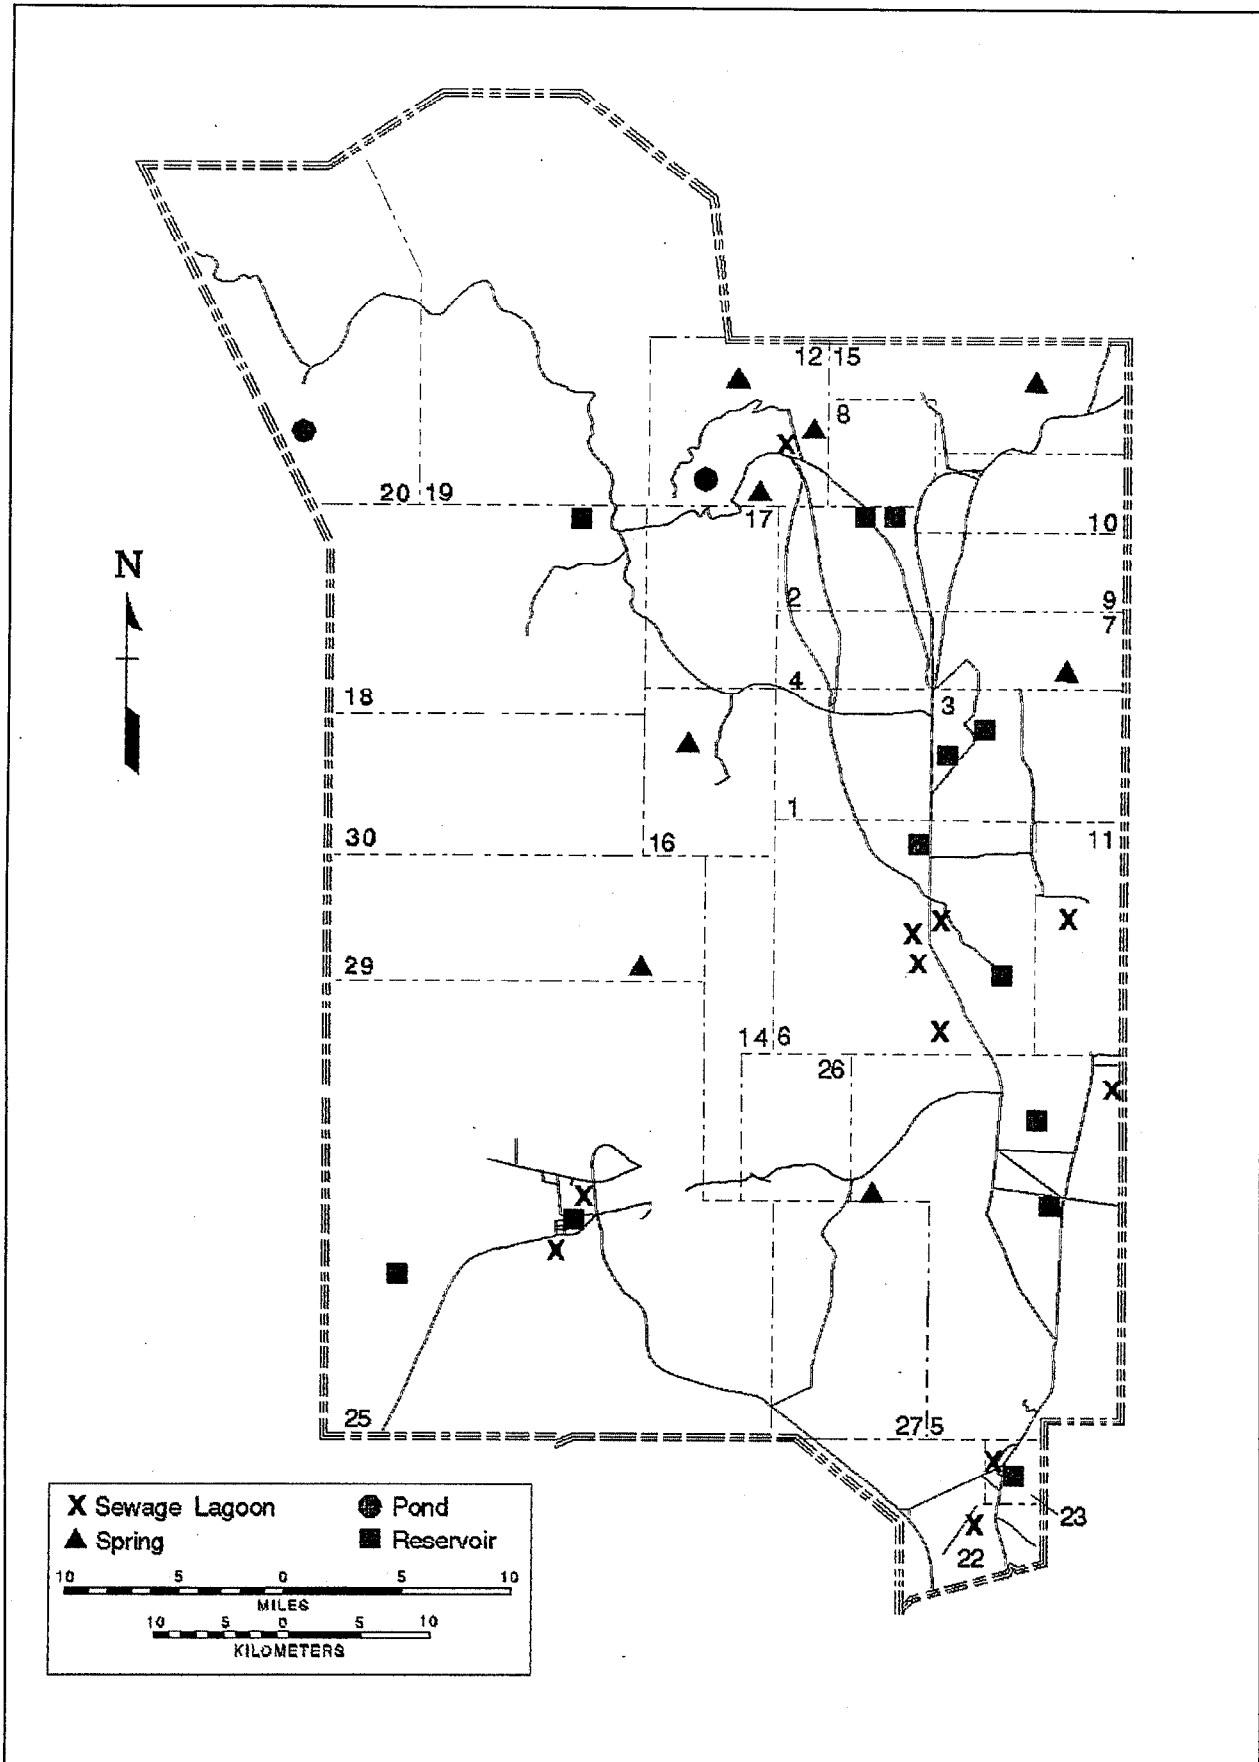 12 15
8
20 19
17
10
N
2
9
7
18
4
3
1
30
16
11
29
14 6
26
25
27 5
23
22
X Sewage Lagoon
Pond
Spring
Reservoir
10 5 0 5 10
MILES
10 5 0 5 10
KILOMETERS
X
X
X
X
X
X
X
X
X
X
X